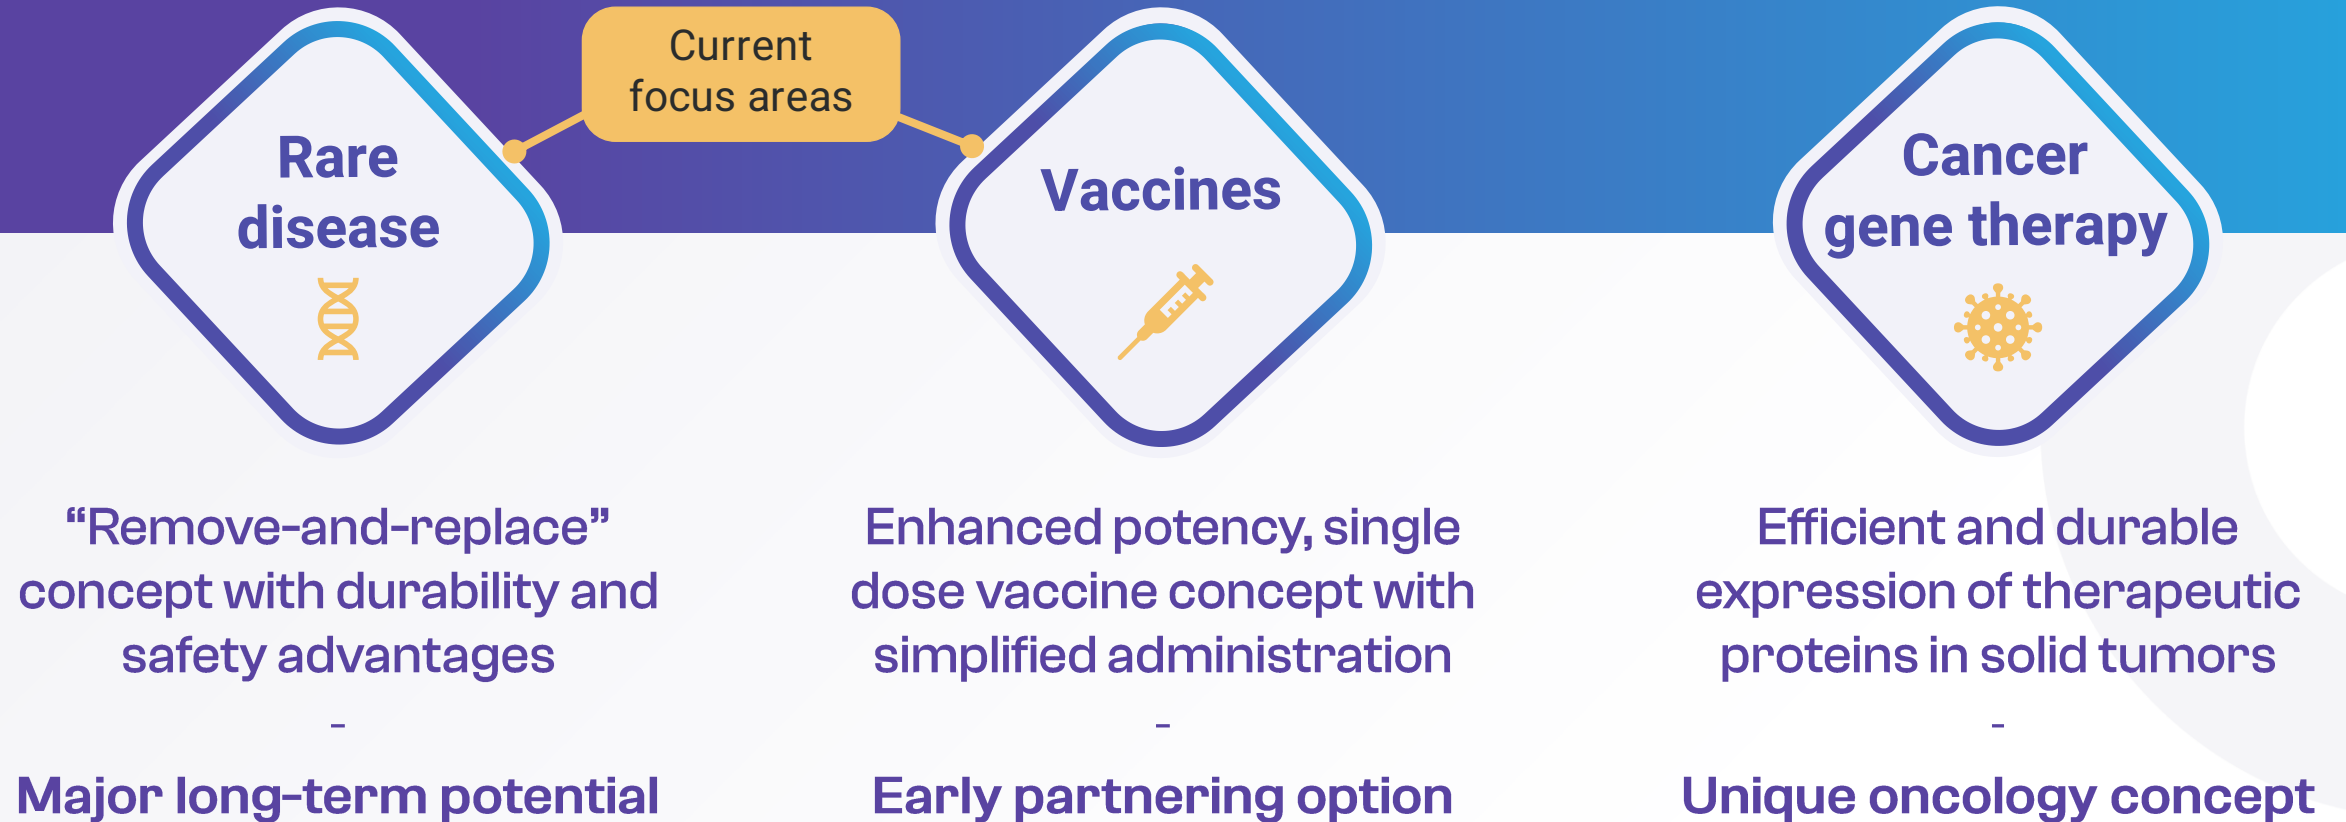 Current
focus areas
Rare
disease
Vaccines
Cancer
gene therapy
“Remove-and-replace”
concept with durability and
safety advantages
-
Major long-term potential
Enhanced potency, single
dose vaccine concept with
simplified administration
-
Early partnering option
Efficient and durable
expression of therapeutic
proteins in solid tumors
-
Unique oncology concept